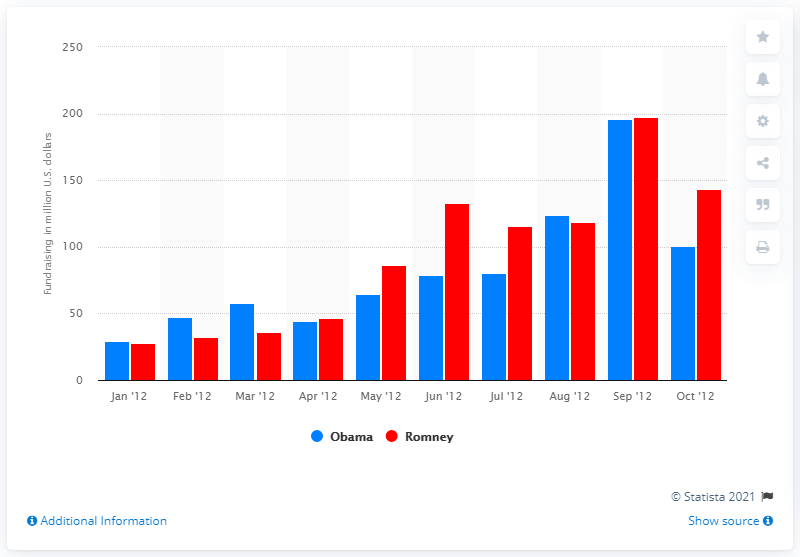 250
200
150
100
50
0
Fundraising in million U.S. dollars
Jan '12 Feb '12 Mar '12 Apr '12 May '12 Jun '12 Jul '12 Aug '12 Sep '12 Oct '12
Obama Romney
© Statista 2021
Additional Information Show source